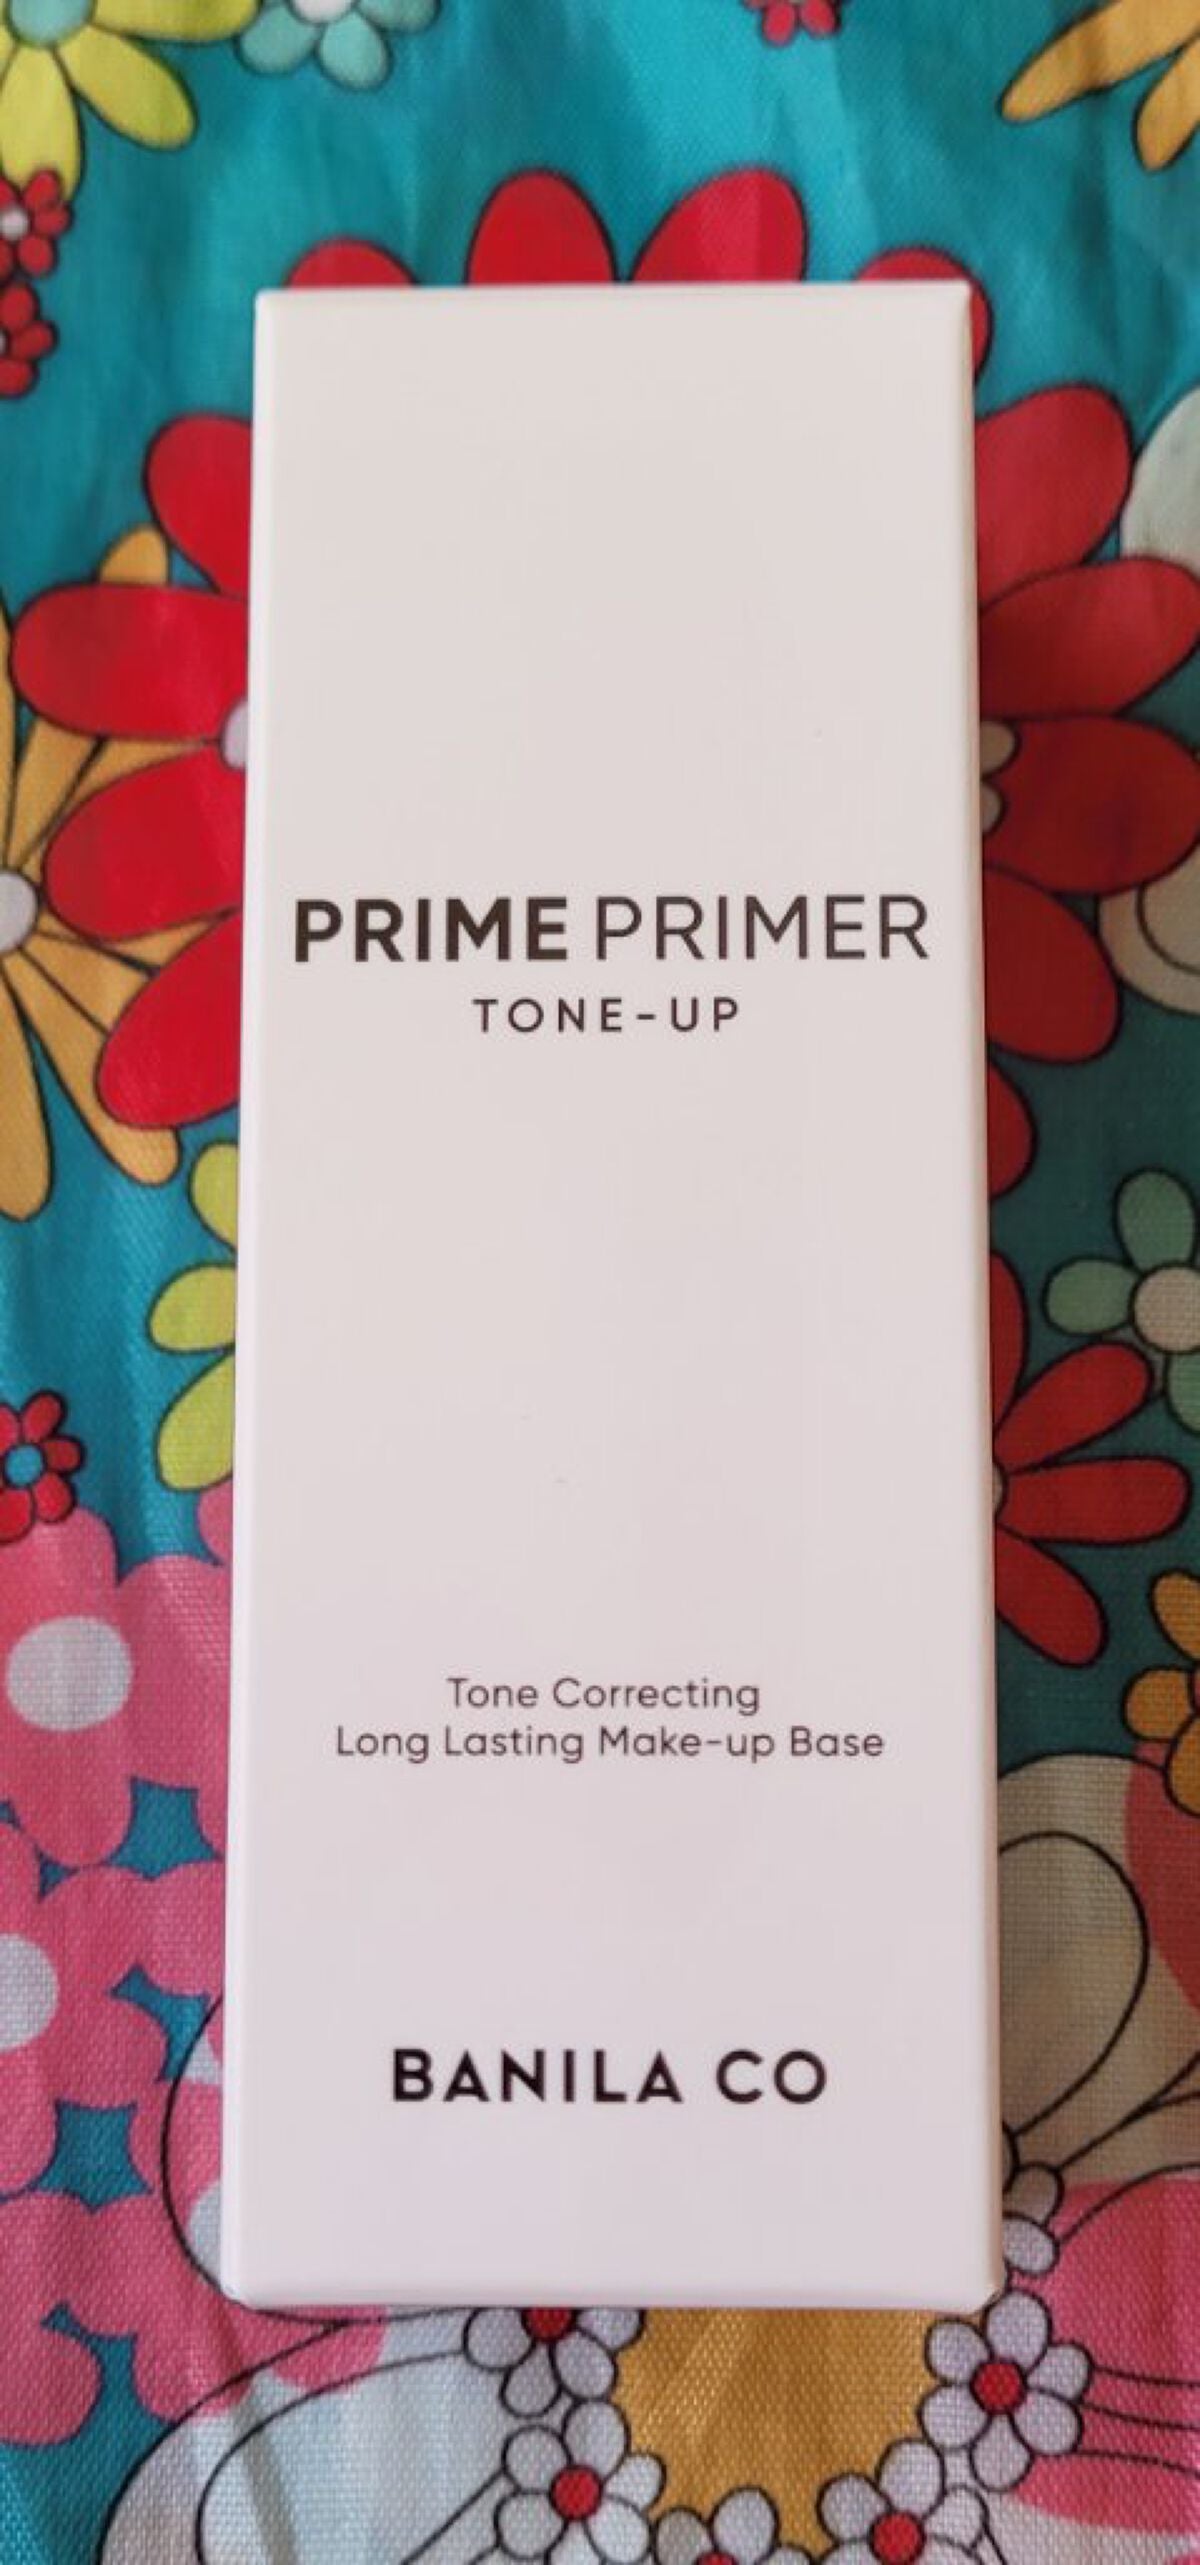 PRIME PRIMER
TONE-UP
Tone Correcting
Long Lasting Make-up Base
BANILA CO